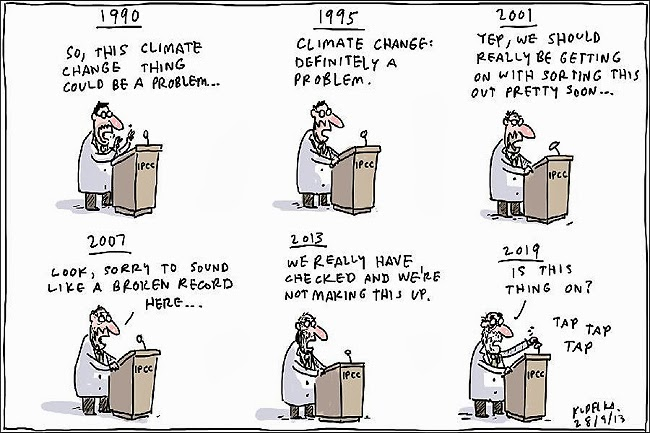 1990
SO, THIS CLIMATE
CHANGE THING
COULD BE A PROBLEM...
IPCC
1995
CLIMATE CHANGE:
DEFINITELY A
PROBLEM.
IPCC
2001
YEP, WE SHOULD
REALLY BE GETTING
ON WITH SORTING THIS
OUT PRETTY SOON...
IPCC
2007
LOOK, SORRY TO SOUND
LIKE A BROKEN RECORD
HERE...
IPCC
2013
WE REALLY HAVE
CHECKED AND WE'RE
NOT MAKING THIS UP.
IPCC
2019
IS THIS
THING ON?
TAP TAP
TAP
IPCC
KUDELKA.
28/9/13